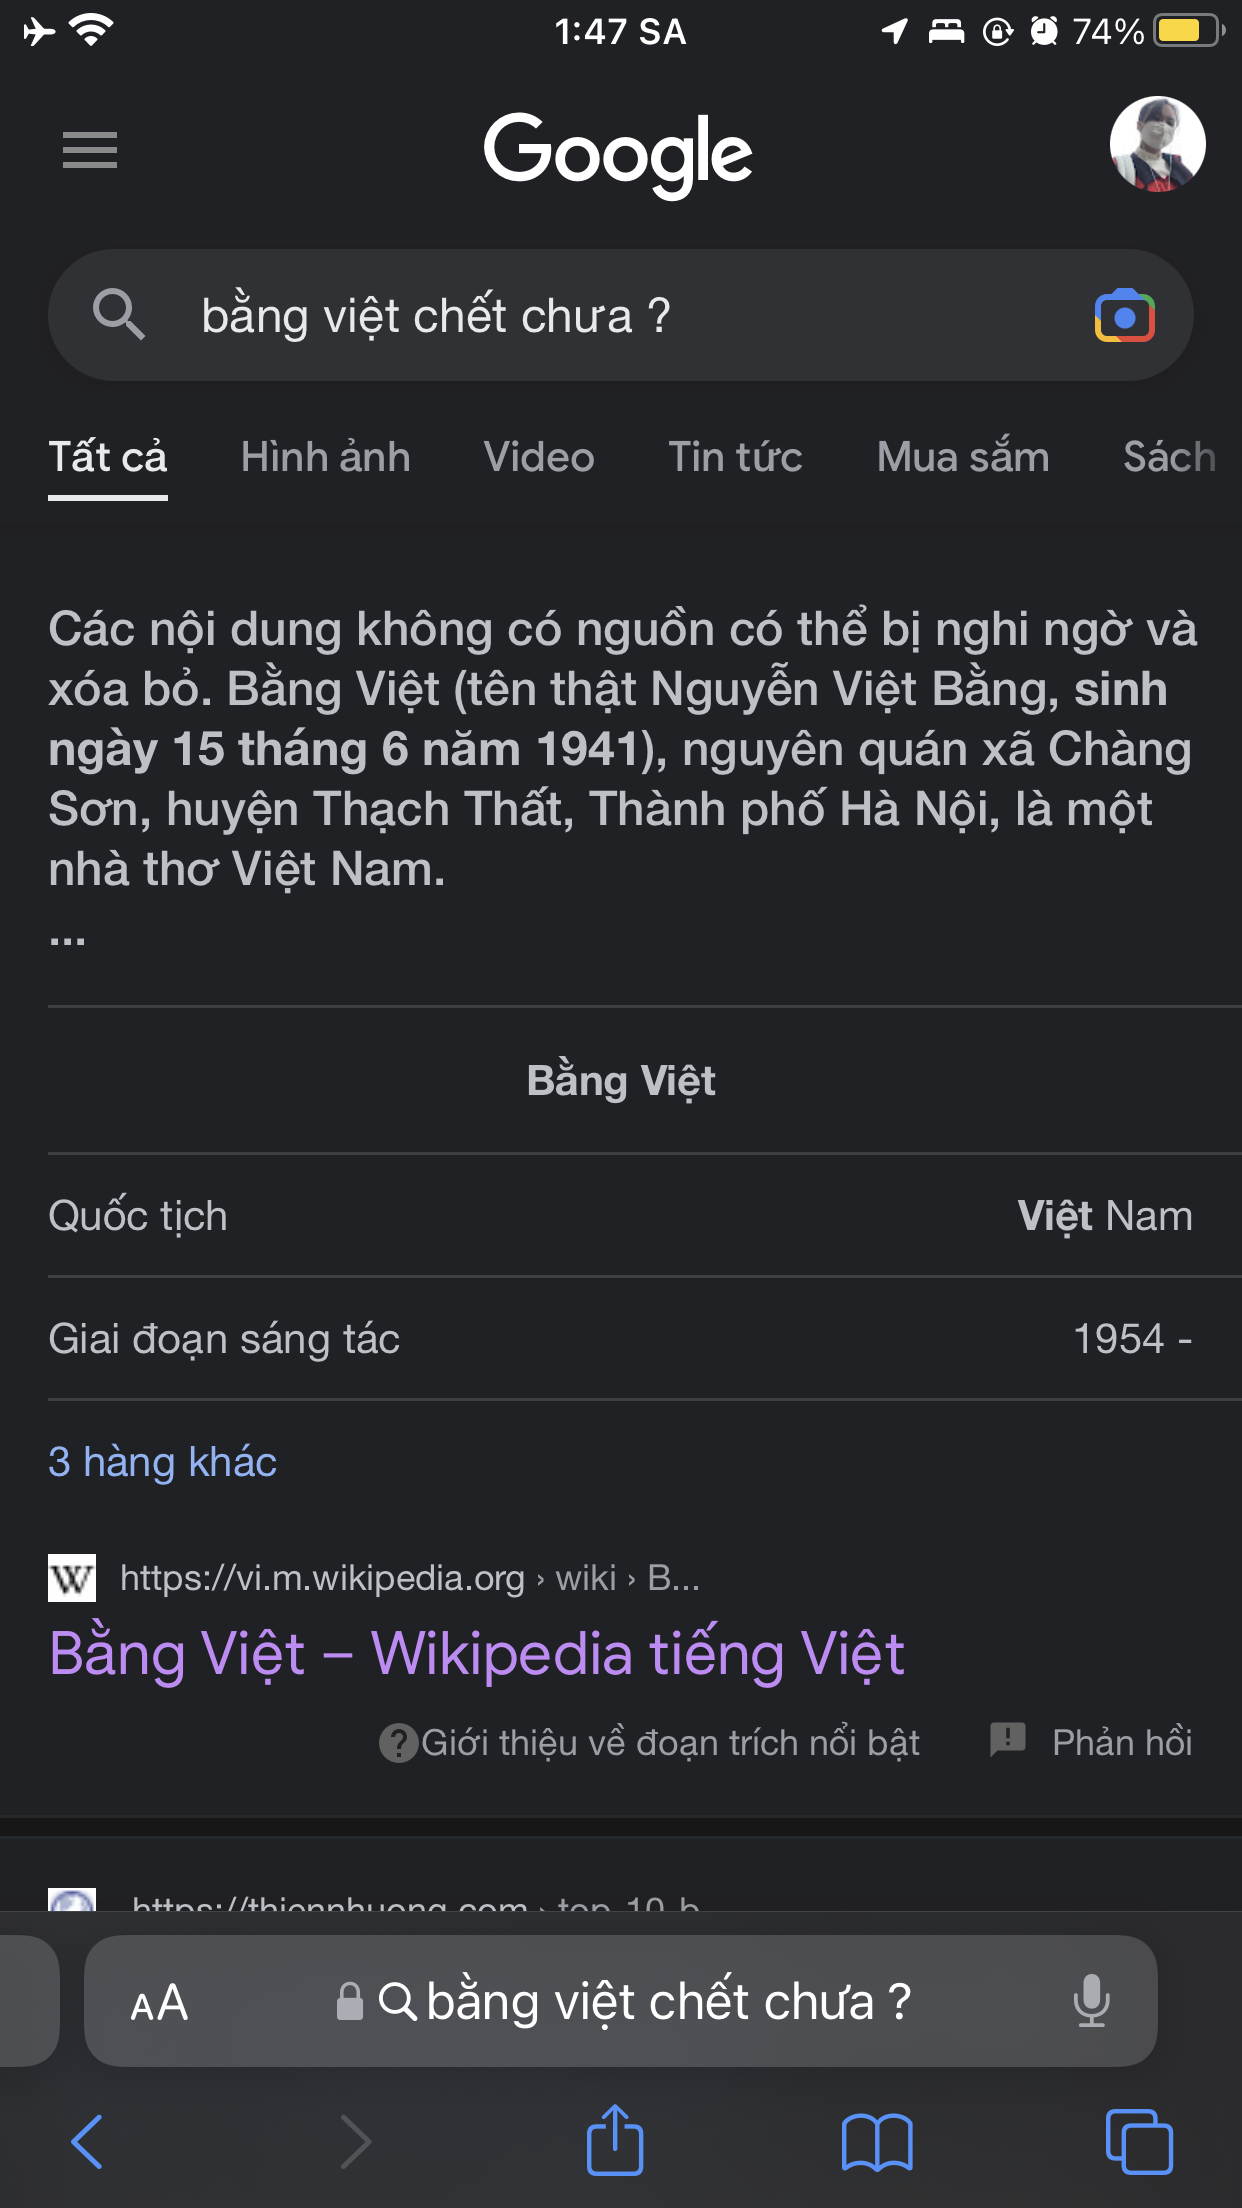 1:47 SA
74%
Google
bằng việt chết chưa ?
Tất cả Hình ảnh Video Tin tức Mua sắm Sách
Các nội dung không có nguồn có thể bị nghi ngờ và
xóa bỏ. Bằng Việt (tên thật Nguyễn Việt Bằng, sinh
ngày 15 tháng 6 năm 1941), nguyên quán xã Chàng
Sơn, huyện Thạch Thất, Thành phố Hà Nội, là một
nhà thơ Việt Nam.
...
Bằng Việt
Quốc tịch Việt Nam
Giai đoạn sáng tác 1954 -
3 hàng khác
W https://vi.m.wikipedia.org › wiki › B...
Bằng Việt – Wikipedia tiếng Việt
Giới thiệu về đoạn trích nổi bật Phản hồi
https://thiennhuong.com › top-10-b...
AA bằng việt chết chưa ?